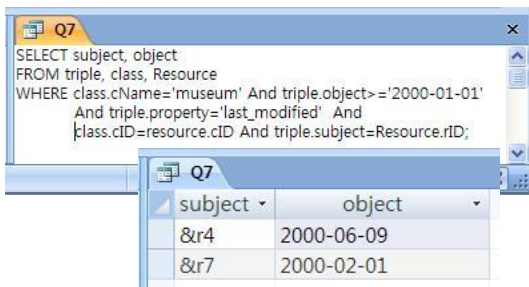 Q7
SELECT subject, object
FROM triple, class, Resource
WHERE class.cName='museum' And triple.object>='2000-01-01'
And triple.property='last_modified' And
class.cID=resource.cID And triple.subject=Resource.rID;
Q7
subject object
&r4 2000-06-09
&r7 2000-02-01